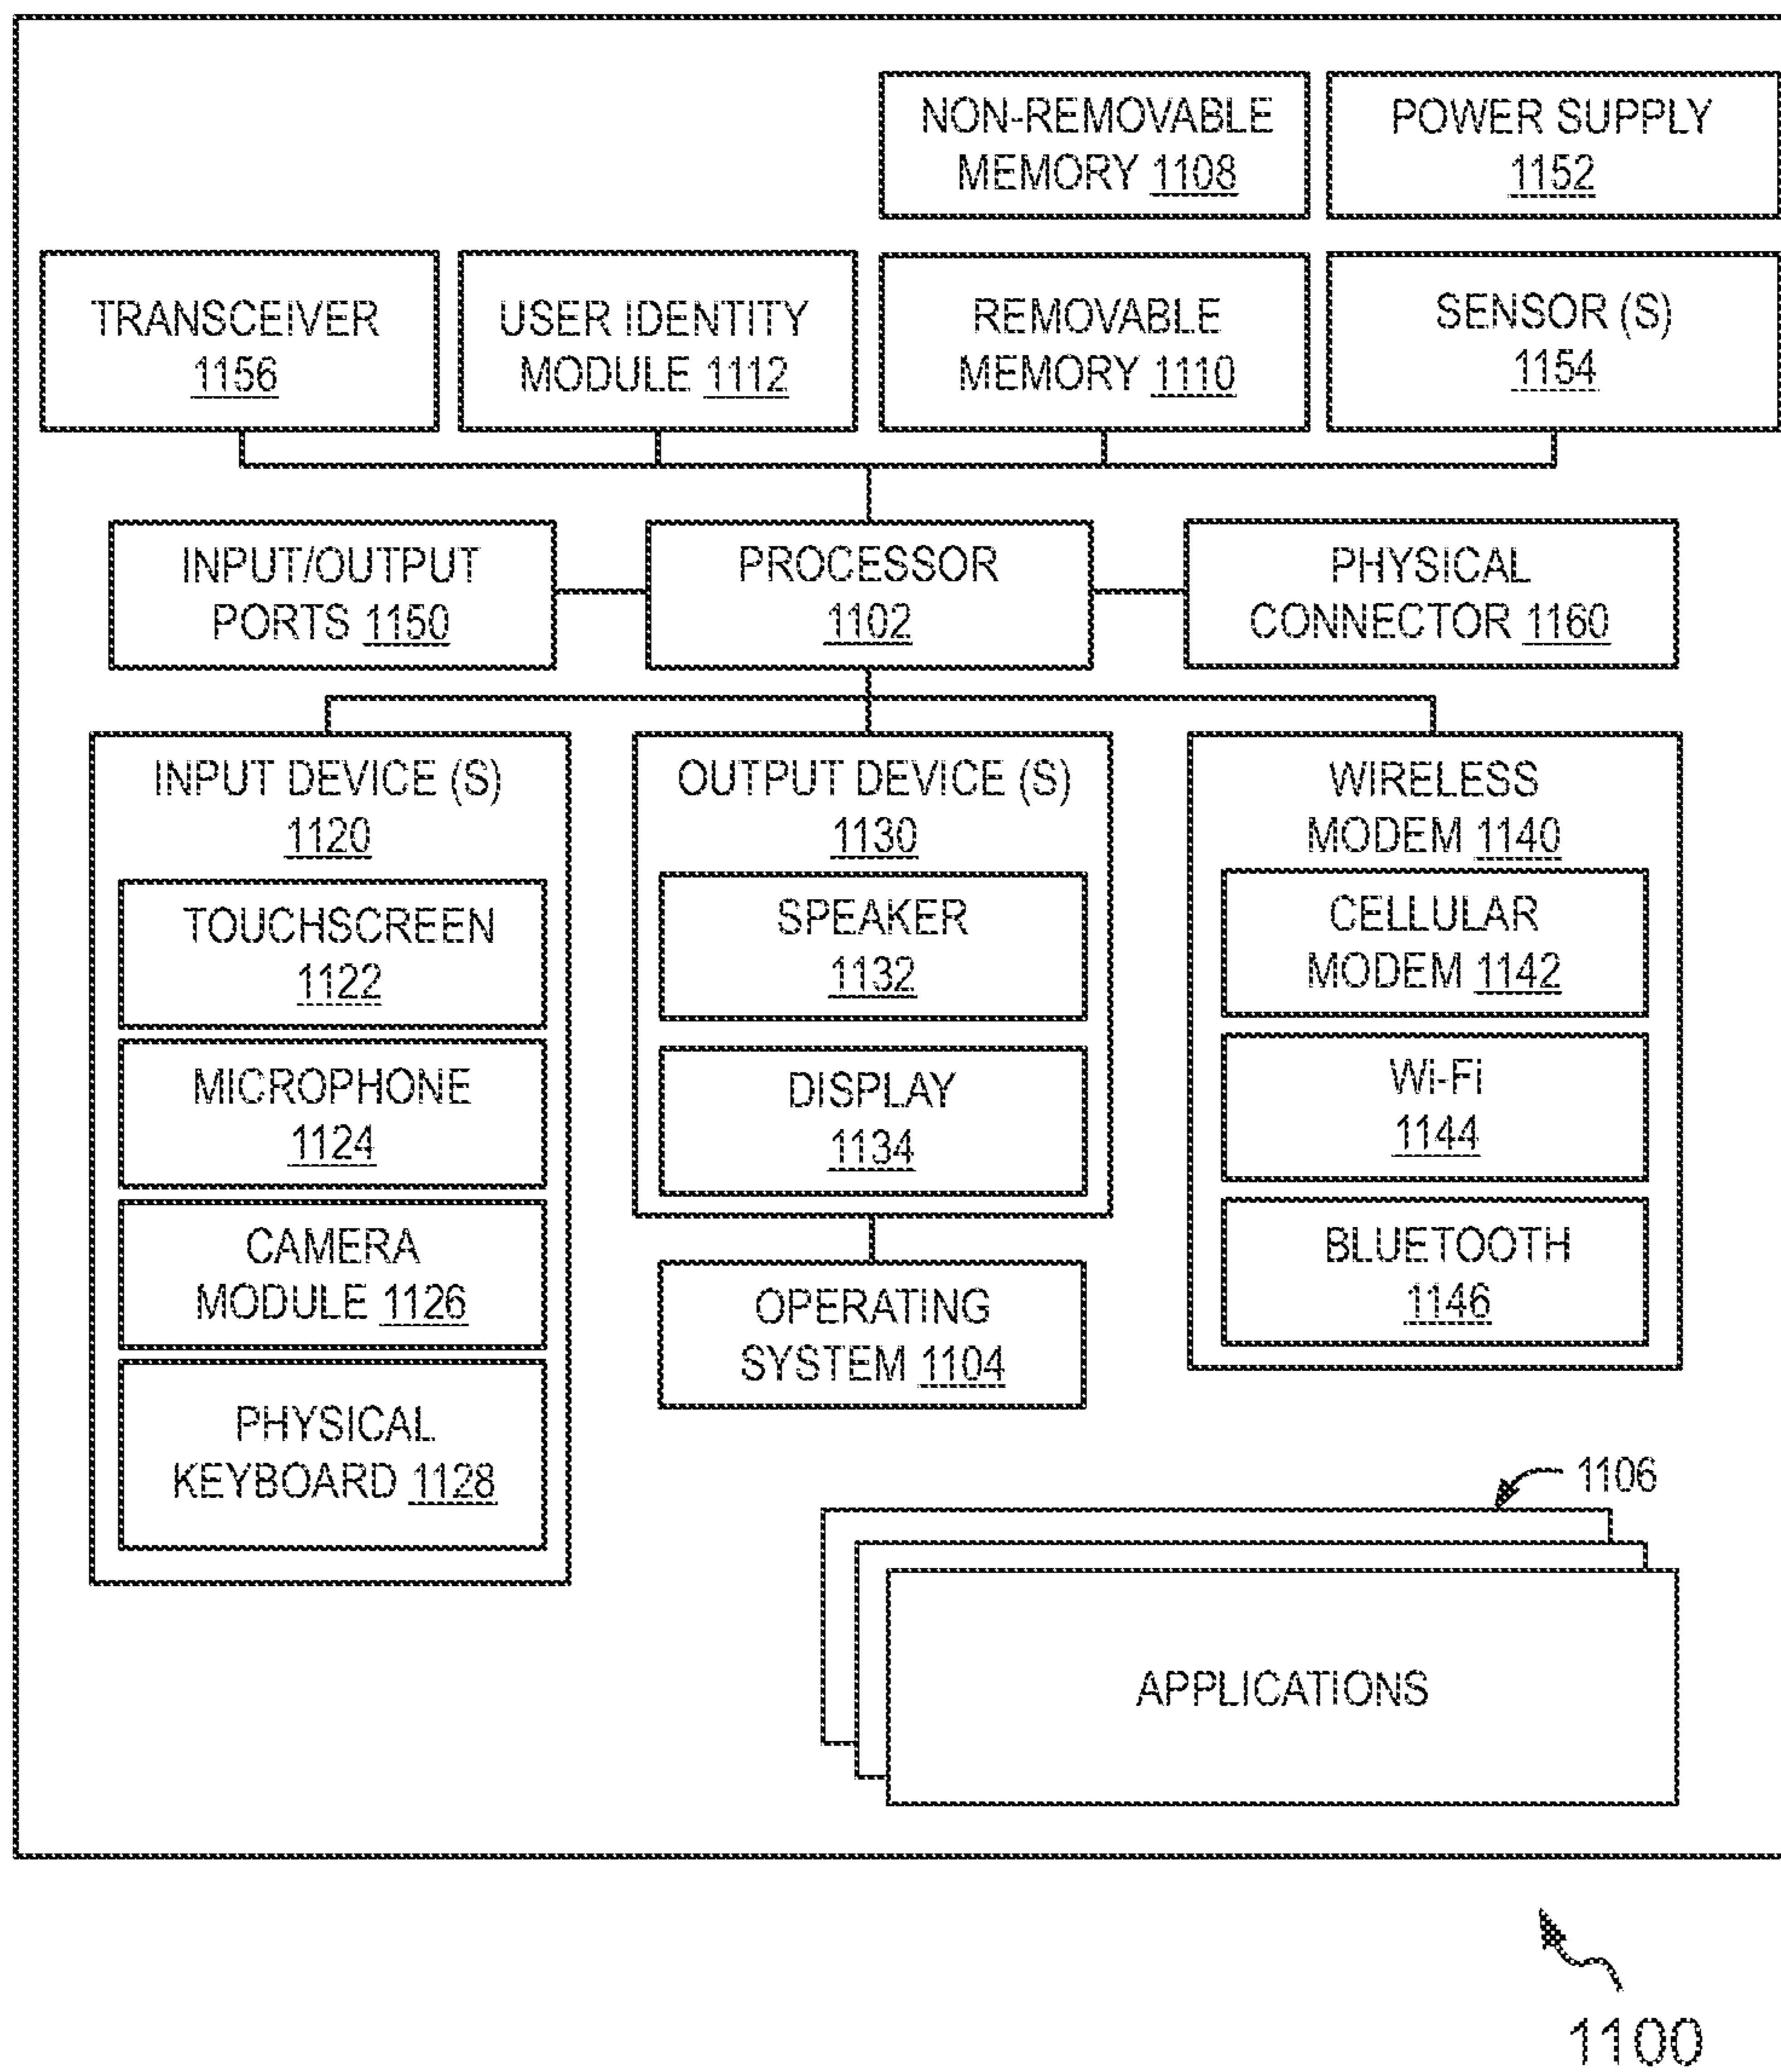 NON-REMOVABLE
MEMORY 1108
POWER SUPPLY
1152
TRANSCEIVER
1156
USER IDENTITY
MODULE 1112
REMOVABLE
MEMORY 1110
SENSOR (S)
1154
INPUT/OUTPUT
PORTS 1150
PROCESSOR
1102
PHYSICAL
CONNECTOR 1160
INPUT DEVICE (S)
1120
TOUCHSCREEN
1122
MICROPHONE
1124
CAMERA
MODULE 1126
PHYSICAL
KEYBOARD 1128
OUTPUT DEVICE (S)
1130
SPEAKER
1132
DISPLAY
1134
OPERATING
SYSTEM 1104
WIRELESS
MODEM 1140
CELLULAR
MODEM 1142
Wi-Fi
1144
BLUETOOTH
1146
1106
APPLICATIONS
1100